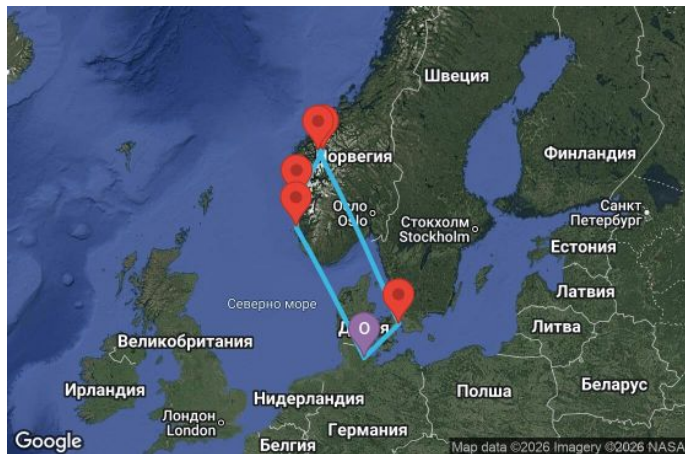 Швеция
Норвегия
Финландия
Осло
Oslo
Санкт
Петербург
Стокхолм
Stockholm
Естония
Латвия
Северно море
Литва
O
Великобритания
Беларус
Ирландия
Полша
Нидерландия
Лондон
London
Германия
Белгия
Google
Map data ©2026 Imagery ©2026 NASA